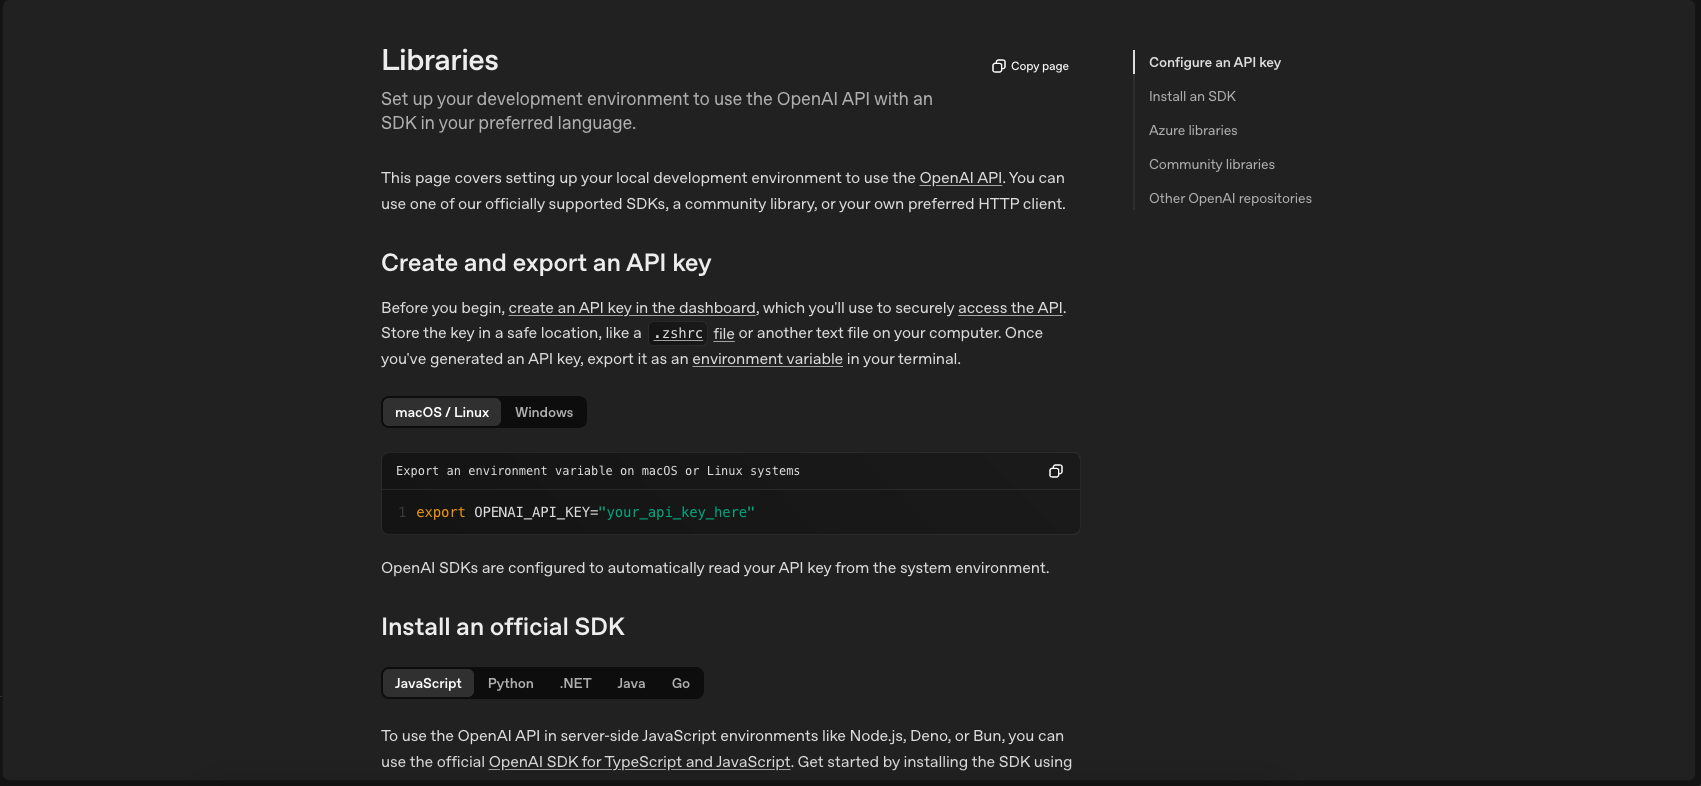 Libraries
Copy page
Set up your development environment to use the OpenAI API with an
SDK in your preferred language.
This page covers setting up your local development environment to use the OpenAI API. You can
use one of our officially supported SDKs, a community library, or your own preferred HTTP client.
Create and export an API key
Before you begin, create an API key in the dashboard, which you'll use to securely access the API.
Store the key in a safe location, like a .zshrc file or another text file on your computer. Once
you've generated an API key, export it as an environment variable in your terminal.
macOS / Linux Windows
Export an environment variable on macOS or Linux systems
1 export OPENAI_API_KEY="your_api_key_here"
OpenAI SDKs are configured to automatically read your API key from the system environment.
Install an official SDK
JavaScript Python .NET Java Go
To use the OpenAI API in server-side JavaScript environments like Node.js, Deno, or Bun, you can
use the official OpenAI SDK for TypeScript and JavaScript. Get started by installing the SDK using
Configure an API key
Install an SDK
Azure libraries
Community libraries
Other OpenAI repositories